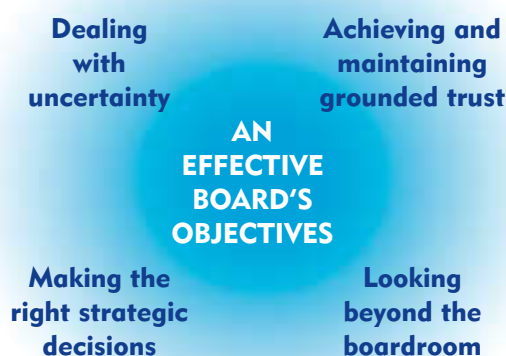 Dealing
with
uncertainty
Achieving and
maintaining
grounded trust
AN
EFFECTIVE
BOARD'S
OBJECTIVES
Making the
right strategic
decisions
Looking
beyond the
boardroom